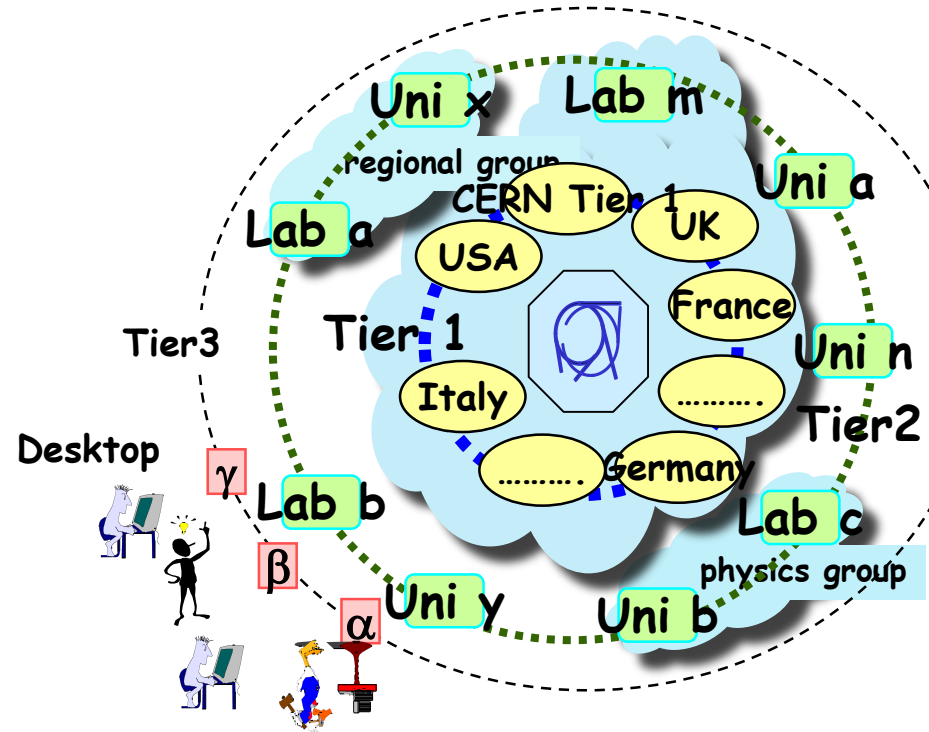 Uni x
Lab m
regional group
Uni a
CERN Tier 1
Lab a
UK
USA
France
Tier3
Tier 1
Uni n
Italy
……….
Tier2
Desktop
γ
……….
Germany
Lab b
Lab c
β
physics group
Uni y
Uni b
α